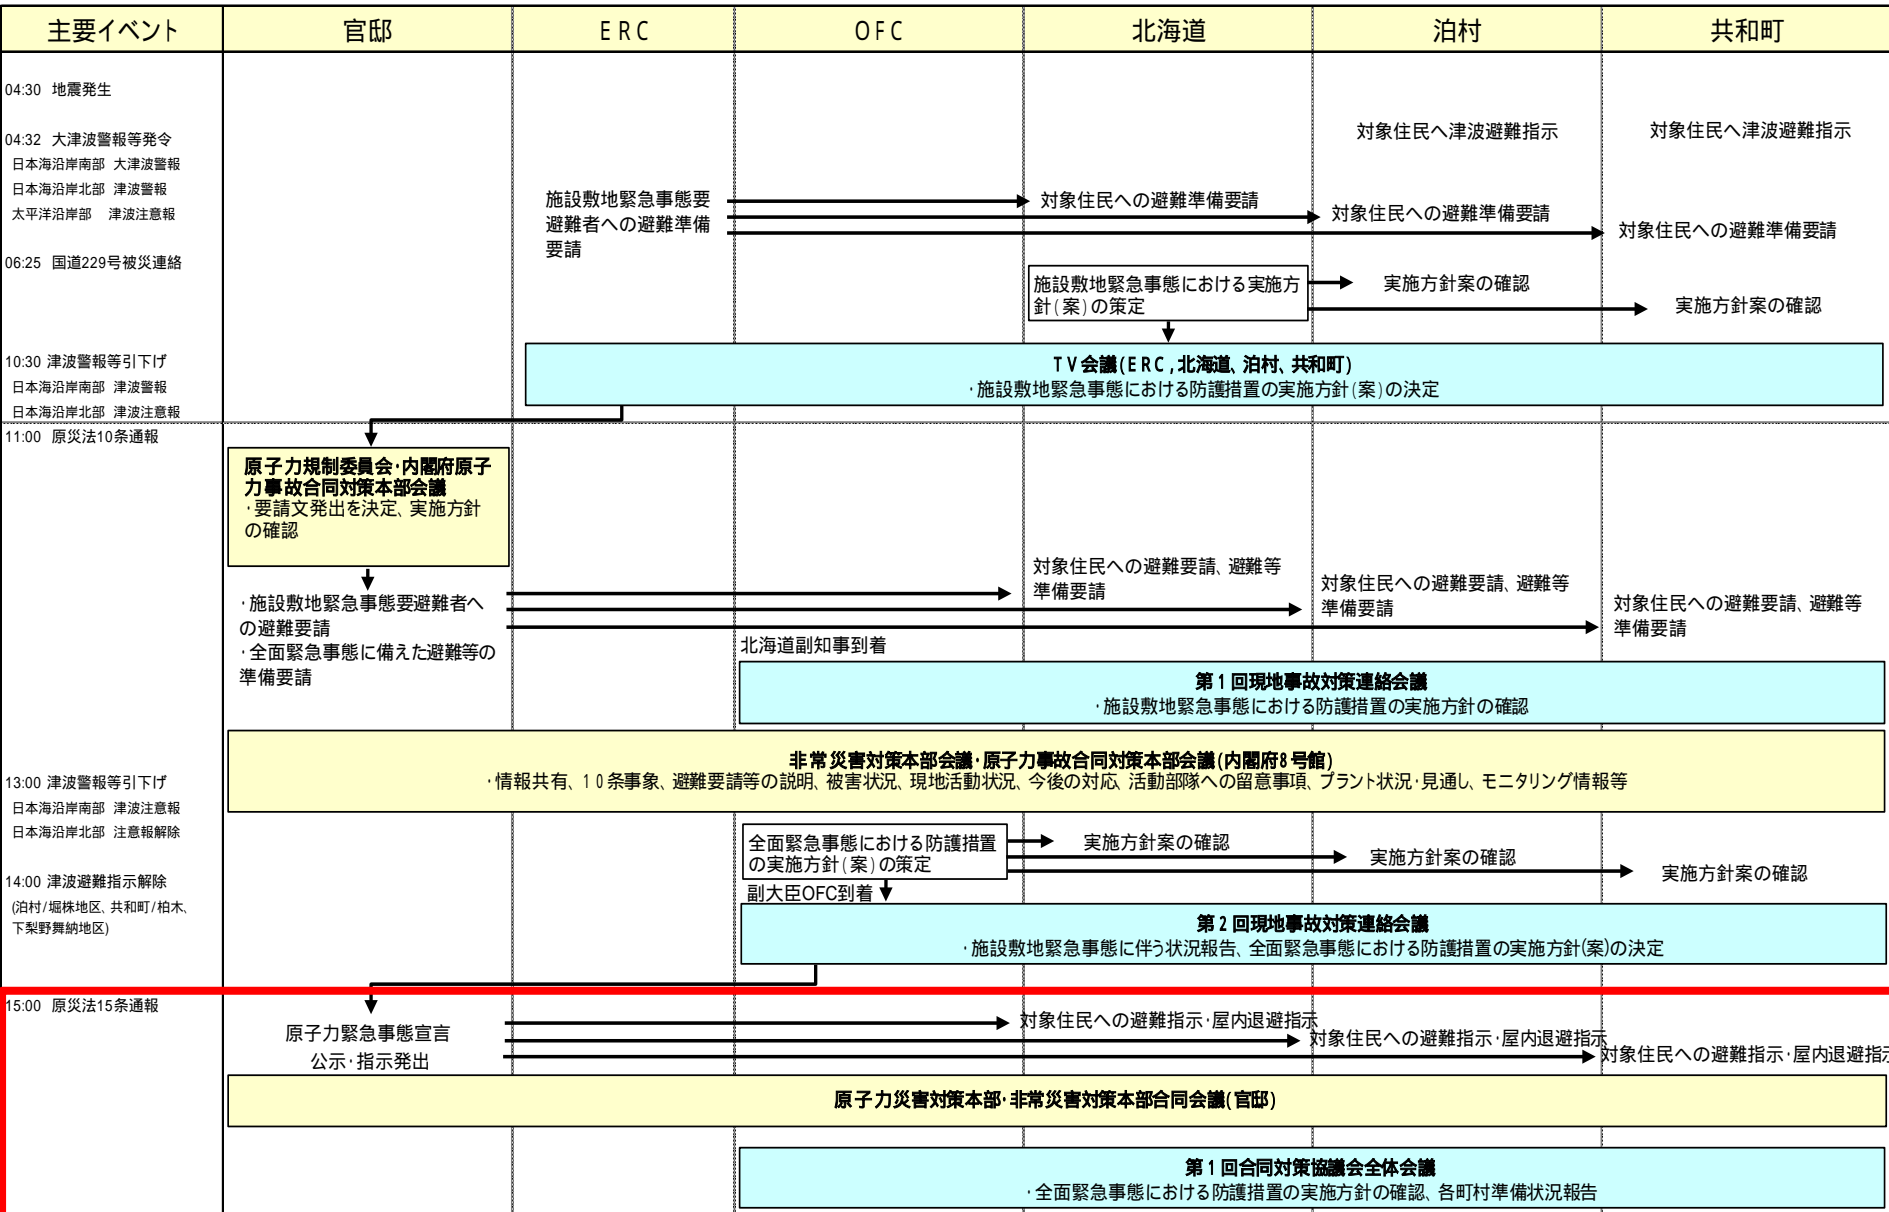 主要イベント
官邸
ERC
OFC
北海道
泊村
共和町
04:30 地震発生
04:32 大津波警報等発令
日本海沿岸南部 大津波警報
日本海沿岸北部 津波警報
太平洋沿岸部 津波注意報
対象住民へ津波避難指示
対象住民へ津波避難指示
施設敷地緊急事態要
避難者への避難準備
要請
対象住民への避難準備要請
対象住民への避難準備要請
対象住民への避難準備要請
06:25 国道229号被災連絡
施設敷地緊急事態における実施方
針(案)の策定
実施方針案の確認
実施方針案の確認
10:30 津波警報等引下げ
日本海沿岸南部 津波警報
日本海沿岸北部 津波注意報
TV会議(ERC,北海道、泊村、共和町)
・施設敷地緊急事態における防護措置の実施方針(案)の決定
11:00 原災法10条通報
原子力規制委員会・内閣府原子
力事故合同対策本部会議
・要請文発出を決定、実施方針
の確認
・施設敷地緊急事態要避難者へ
の避難要請
・全面緊急事態に備えた避難等の
準備要請
対象住民への避難要請、避難等
準備要請
対象住民への避難要請、避難等
準備要請
対象住民への避難要請、避難等
準備要請
北海道副知事到着
第1回現地事故対策連絡会議
・施設敷地緊急事態における防護措置の実施方針の確認
非常災害対策本部会議・原子力事故合同対策本部会議(内閣府8号館)
・情報共有、10条事象、避難要請等の説明、被害状況、現地活動状況、今後の対応、活動部隊への留意事項、プラント状況・見通し、モニタリング情報等
13:00 津波警報等引下げ
日本海沿岸南部 津波注意報
日本海沿岸北部 注意報解除
全面緊急事態における防護措置
の実施方針(案)の策定
実施方針案の確認
実施方針案の確認
実施方針案の確認
14:00 津波避難指示解除
(泊村/堀株地区、共和町/柏木、
下梨野舞納地区)
副大臣OFC到着
第2回現地事故対策連絡会議
・施設敷地緊急事態に伴う状況報告、全面緊急事態における防護措置の実施方針(案)の決定
15:00 原災法15条通報
原子力緊急事態宣言
公示・指示発出
対象住民への避難指示・屋内退避指示
対象住民への避難指示・屋内退避指示
対象住民への避難指示・屋内退避指示
原子力災害対策本部・非常災害対策本部合同会議(官邸)
第1回合同対策協議会全体会議
・全面緊急事態における防護措置の実施方針の確認、各町村準備状況報告